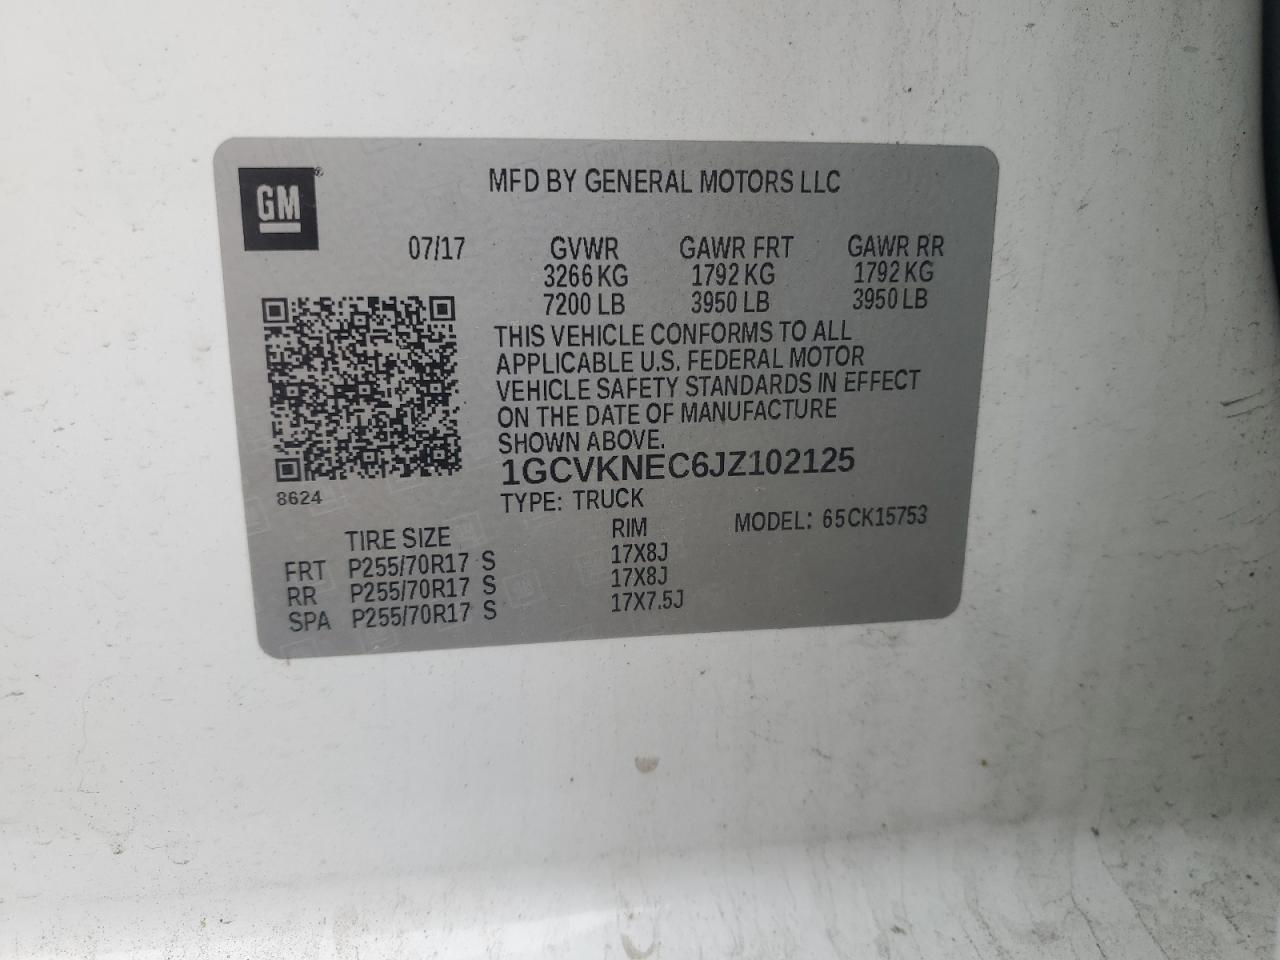 GM®
MFD BY GENERAL MOTORS LLC
07/17 GVWR GAWR FRT GAWR RR
3266 KG 1792 KG 1792 KG
7200 LB 3950 LB 3950 LB
THIS VEHICLE CONFORMS TO ALL
APPLICABLE U.S. FEDERAL MOTOR
VEHICLE SAFETY STANDARDS IN EFFECT
ON THE DATE OF MANUFACTURE
SHOWN ABOVE.
1GCVKNEC6JZ102125
8624
TYPE: TRUCK
TIRE SIZE RIM MODEL: 65CK15753
FRT P255/70R17 S 17X8J
RR P255/70R17 S 17X8J
SPA P255/70R17 S 17X7.5J